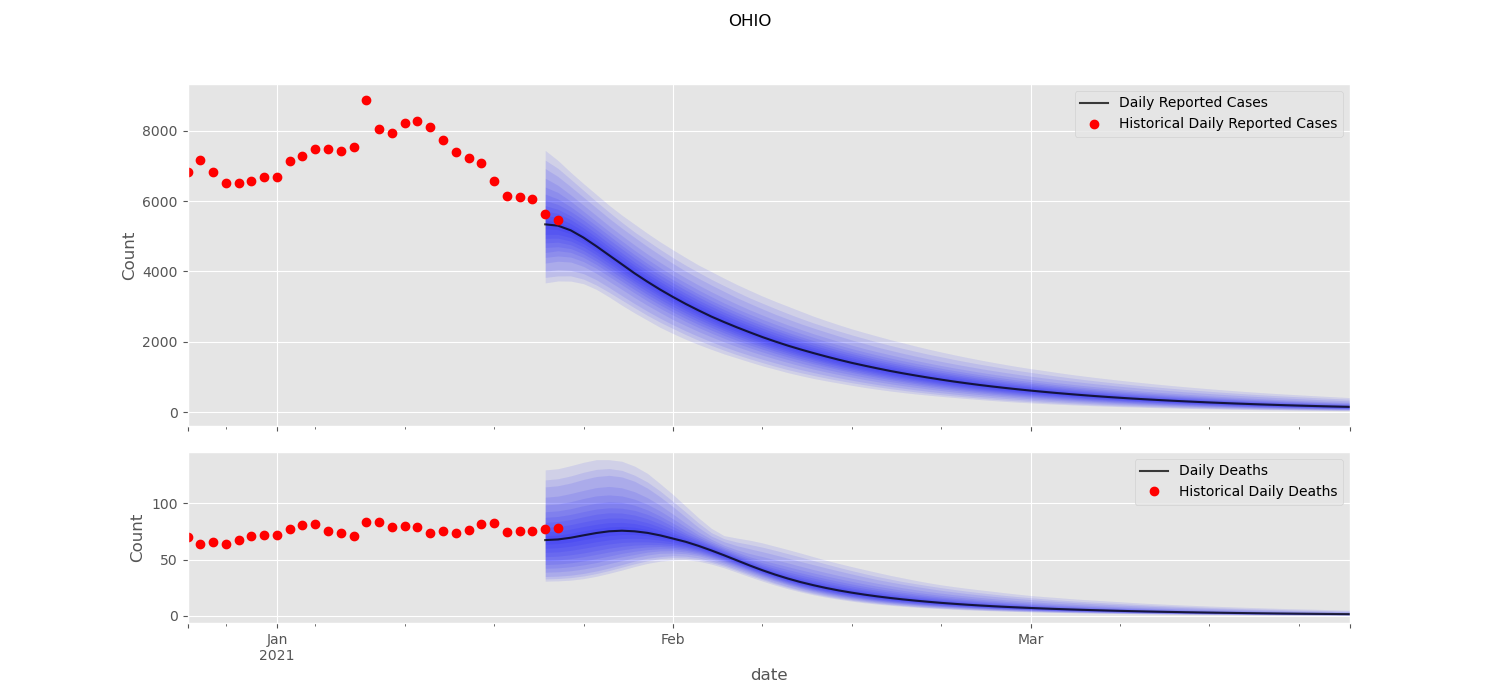 OHIO
Count
8000
6000
4000
2000
0
Daily Reported Cases
Historical Daily Reported Cases
Count
100
50
0
Daily Deaths
Historical Daily Deaths
Jan
2021
Feb
Mar
date